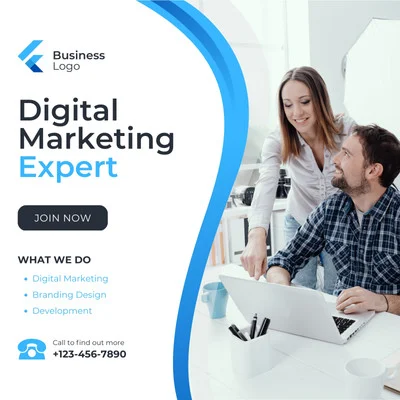 Business
Logo
Digital
Marketing
Expert
JOIN NOW
WHAT WE DO
• Digital Marketing
• Branding Design
• Development
Call to find out more
+123-456-7890